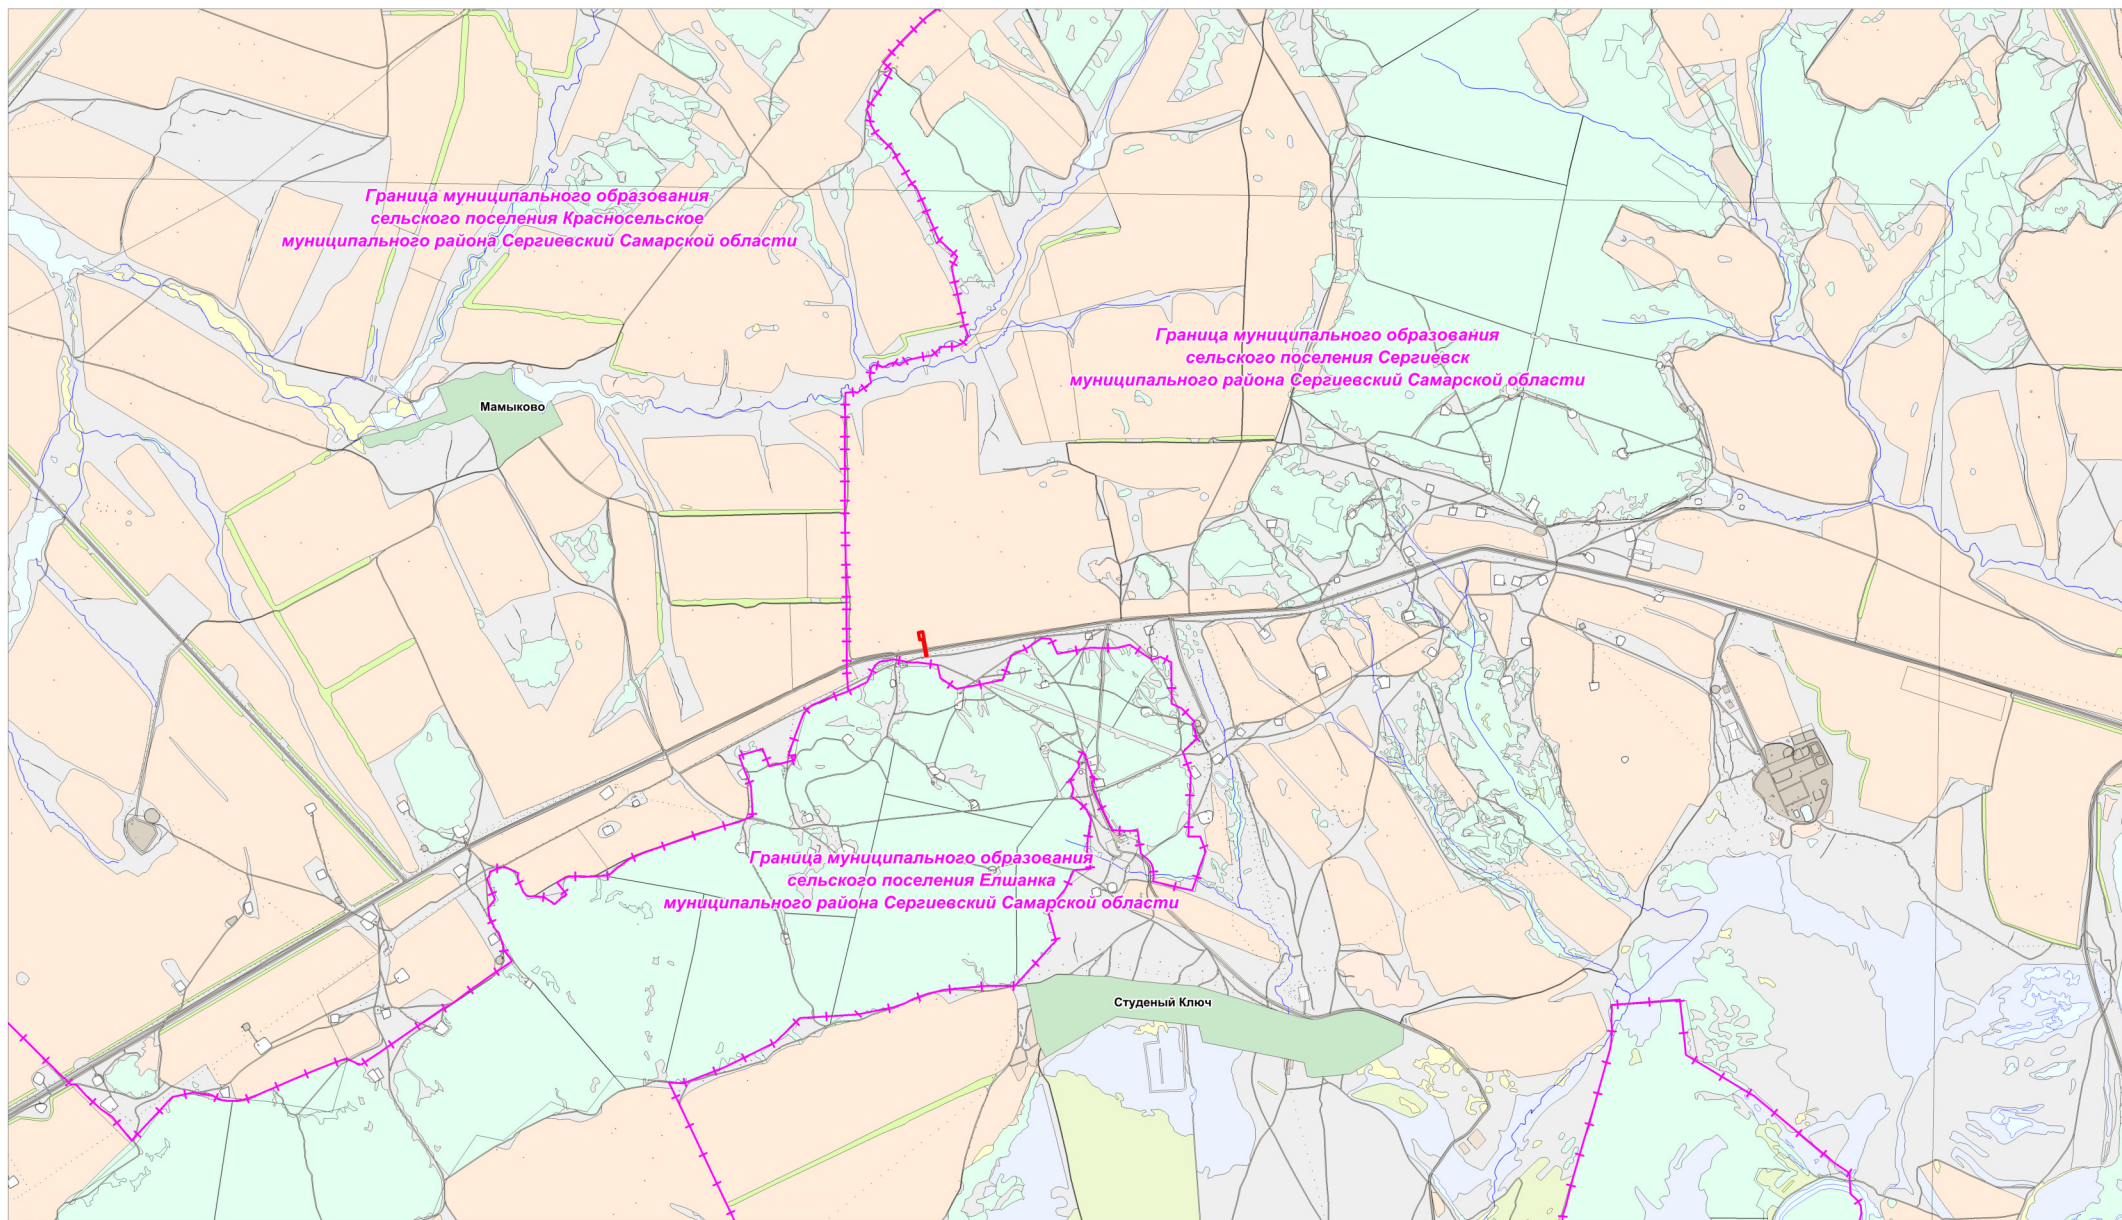 Граница муниципального образования
сельского поселения Красносельское
муниципального района Сергиевский Самарской области
Граница муниципального образования
сельского поселения Сергиевск
муниципального района Сергиевский Самарской области
Мамыково
Граница муниципального образования
сельского поселения Елшанка
муниципального района Сергиевский Самарской области
Студеный Ключ